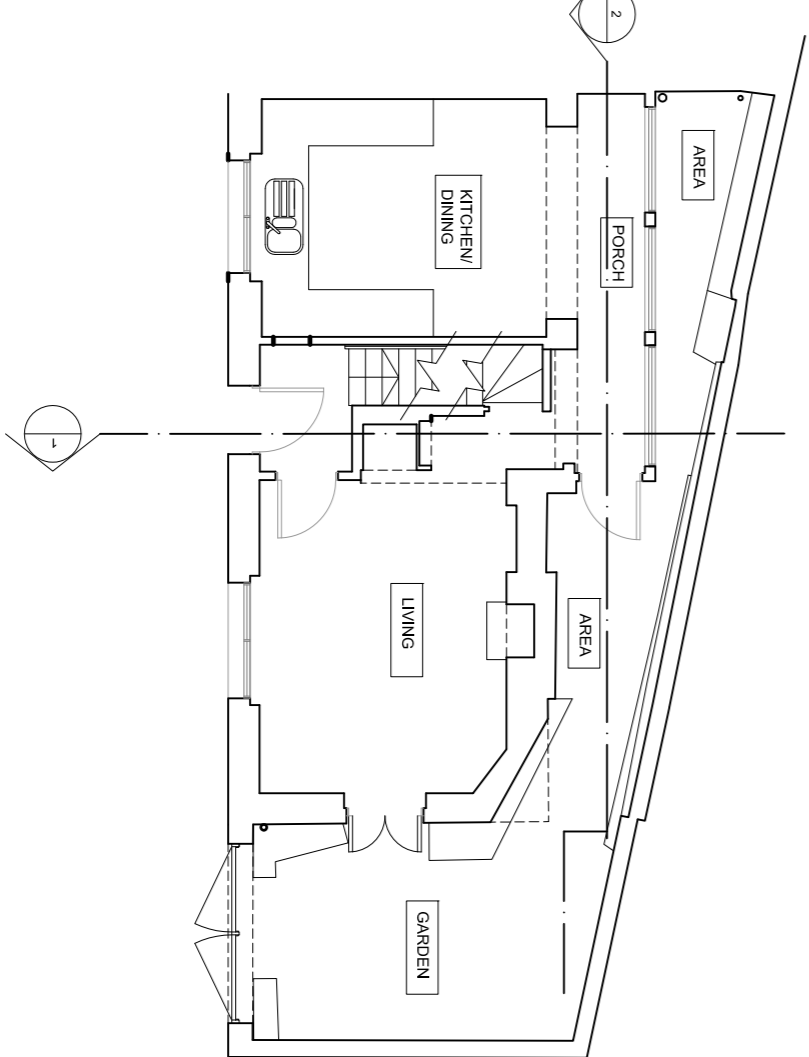 2
AREA
PORCH
KITCHEN/
DINING
1
LIVING
AREA
GARDEN